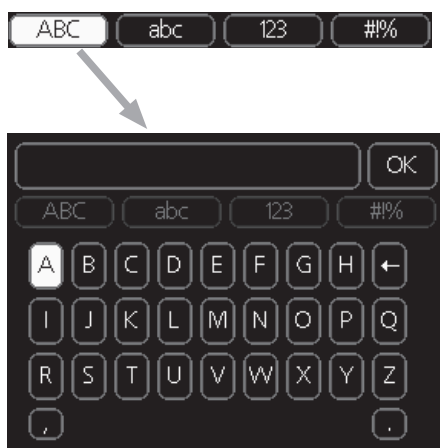 ABC abc 123 #!%
OK
ABC abc 123 #!%
A B C D E F G H ←
I J K L M N O P Q
R S T U V W X Y Z
, .